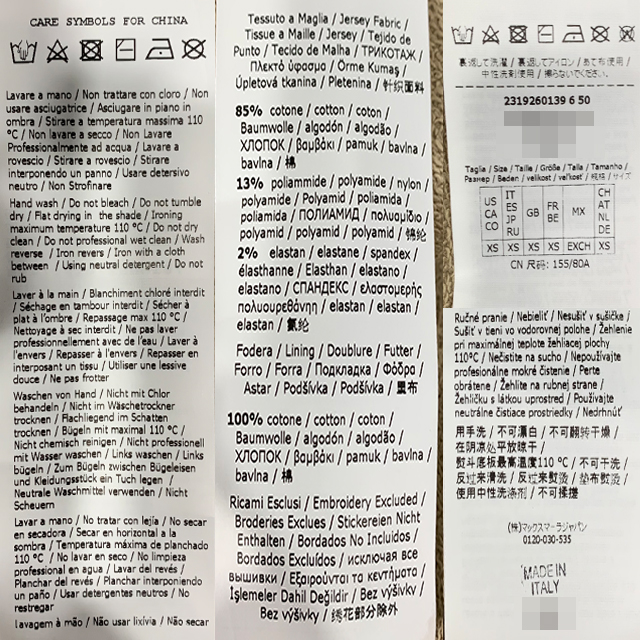 CARE SYMBOLS FOR CHINA
Lavare a mano / Non trattare con cloro / Non
usare asciugatrice / Asciugare in piano in
ombra / Stirare a temperatura massima 110
°C / Non lavare a secco / Non Lavare
Professionalmente ad acqua / Lavare a
rovescio / Stirare a rovescio / Stirare
interponendo un panno / Usare detersivo
neutro / Non Strofinare
Hand wash / Do not bleach / Do not tumble
dry / Flat drying in the shade / Ironing
maximum temperature 110 °C / Do not dry
clean / Do not professional wet clean / Wash
reverse / Iron revers / Iron with a cloth
between / Using neutral detergent / Do not
rub
Laver à la main / Blanchiment chloré interdit
/ Séchage en tambour interdit / Sécher à
plat à l'ombre / Repassage max 110 °C /
Nettoyage à sec interdit / Ne pas laver
professionnellement avec de l'eau / Laver à
l'envers / Repasser à l'envers / Repasser en
interposant un tissu / Utiliser une lessive
douce / Ne pas frotter
Waschen von Hand / Nicht mit Chlor
behandeln / Nicht im Wäschetrockner
trocknen / Flachliegend im Schatten
trocknen / Bügeln mit maximal 110 °C /
Nicht chemisch reinigen / Nicht professionell
mit Wasser waschen / Links waschen / Links
bügeln / Zum Bügeln zwischen Bügeleisen
und Kleidungsstück ein Tuch legen /
Neutrale Waschmittel verwenden / Nicht
Scheuern
Lavar a mano / No tratar con lejía / No secar
en secadora / Secar en horizontal a la
sombra / Temperatura máxima de planchado
110 °C / No lavar en seco / No limpieza
profesional en agua / Lavar del revés /
Planchar del revés / Planchar interponiendo
un paño / Usar detergentes neutros / No
restregar
Lavagem à mão / Não usar lixívia / Não secar
Tessuto a Maglia / Jersey Fabric /
Tissue a Maille / Jersey / Tejido de
Punto / Tecido de Malha / ТРИКОТАЖ /
Πλεκτό ύφασμα / Örme Kumaş /
Úpletová tkanina / Pletenina / 针织面料
85% cotone / cotton / coton /
Baumwolle / algodón / algodão /
ХЛОПОК / βαμβάκι / pamuk / bavlna /
bavlna / 棉
13% poliammide / polyamide / nylon /
polyamide / Polyamid / poliamida /
poliamida / ПОЛИАМИД / πολυαμίδιο /
polyamid / polyamid / polyamid / 锦纶
2% elastan / elastane / spandex /
élasthanne / Elasthan / elastano /
elastano / СПАНДЕКС / ελαστομερής
πολυουρεθάνη / elastan / elastan /
elastan / 氨纶
Fodera / Lining / Doublure / Futter /
Forro / Forra / Подкладка / Φόδρα /
Astar / Podšívka / Podšívka / 里布
100% cotone / cotton / coton /
Baumwolle / algodón / algodão /
ХЛОПОК / βαμβάκι / pamuk / bavlna /
bavlna / 棉
Ricami Esclusi / Embroidery Excluded /
Broderies Exclues / Stickereien Nicht
Enthalten / Bordados No Incluidos /
Bordados Excluídos / исключая все
вышивки / Εξαιρούνται τα κεντήματα /
İşlemeler Dahil Değildir / Bez výšivky /
Bez výšivky / 绣花部分除外
裏返して洗濯 / 裏返してアイロン / あて布使用 /
中性洗剤使用 / 擦らないでください。
2319260139 6 50
Taglia / Size / Taille / Größe / Talla / Tamanho /
Размер / Beden / velikost / veľkosť / 规格 / サイズ
US CA CO IT ES JP RU GB FR BE MX CH AT NL DE
XS XS XS XS EXCH XS
CN 尺码: 155/80A
Ručné pranie / Nebieliť / Nesušiť v sušičke /
Sušiť v tieni vo vodorovnej polohe / Žehlenie
pri maximálnej teplote žehliacej plochy
110°C / Nečistite na sucho / Nepoužívajte
profesionálne mokré čistenie / Perte
obrátene / Žehlite na rubnej strane /
Žehličku s látkou uprostred / Používajte
neutrálne čistiace prostriedky / Nedrhnúť
用手洗 / 不可漂白 / 不可翻转干燥 /
在阴凉处平放晾干 /
熨斗底板最高温度110 °C / 不可干洗 /
反过来清洗 / 反过来熨烫 / 垫布熨烫 /
使用中性洗涤剂 / 不可揉搓
(株)マックスマーラジャパン
0120-030-535
MADE IN
ITALY